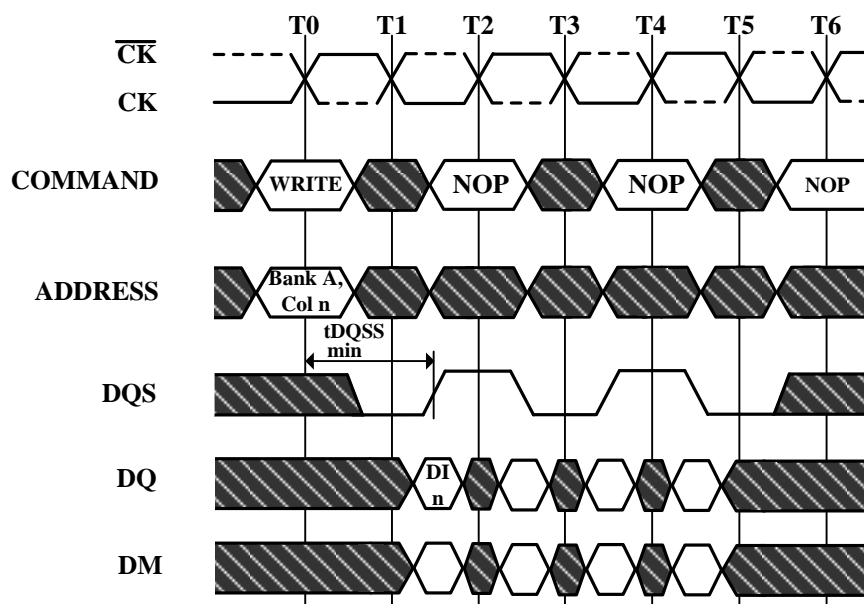 T0 T1 T2 T3 T4 T5 T6
CK
CK
COMMAND WRITE NOP NOP NOP
ADDRESS Bank A,
Col n
tDQSS
min
DQS
DQ DI
n
DM